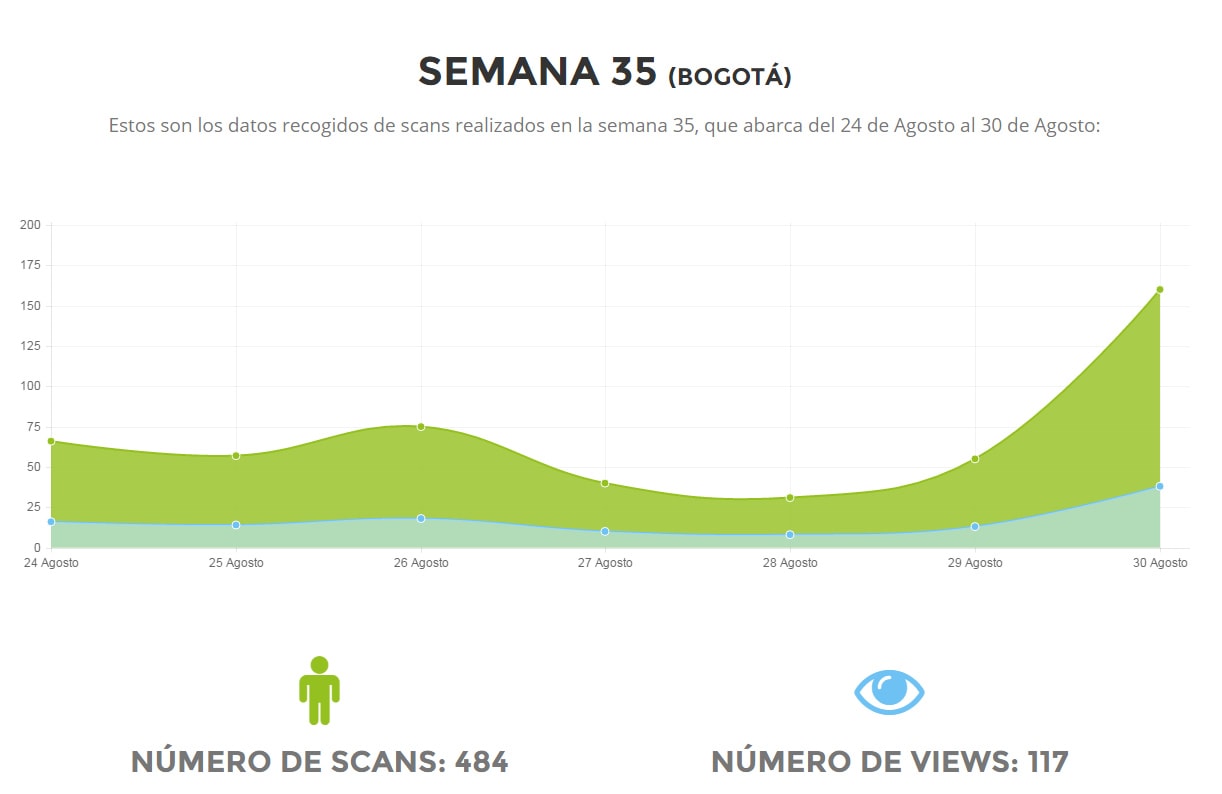 SEMANA 35 (BOGOTÁ)
Estos son los datos recogidos de scans realizados en la semana 35, que abarca del 24 de Agosto al 30 de Agosto:
200
175
150
125
100
75
50
25
0
24 Agosto 25 Agosto 26 Agosto 27 Agosto 28 Agosto 29 Agosto 30 Agosto
NÚMERO DE SCANS: 484 NÚMERO DE VIEWS: 117